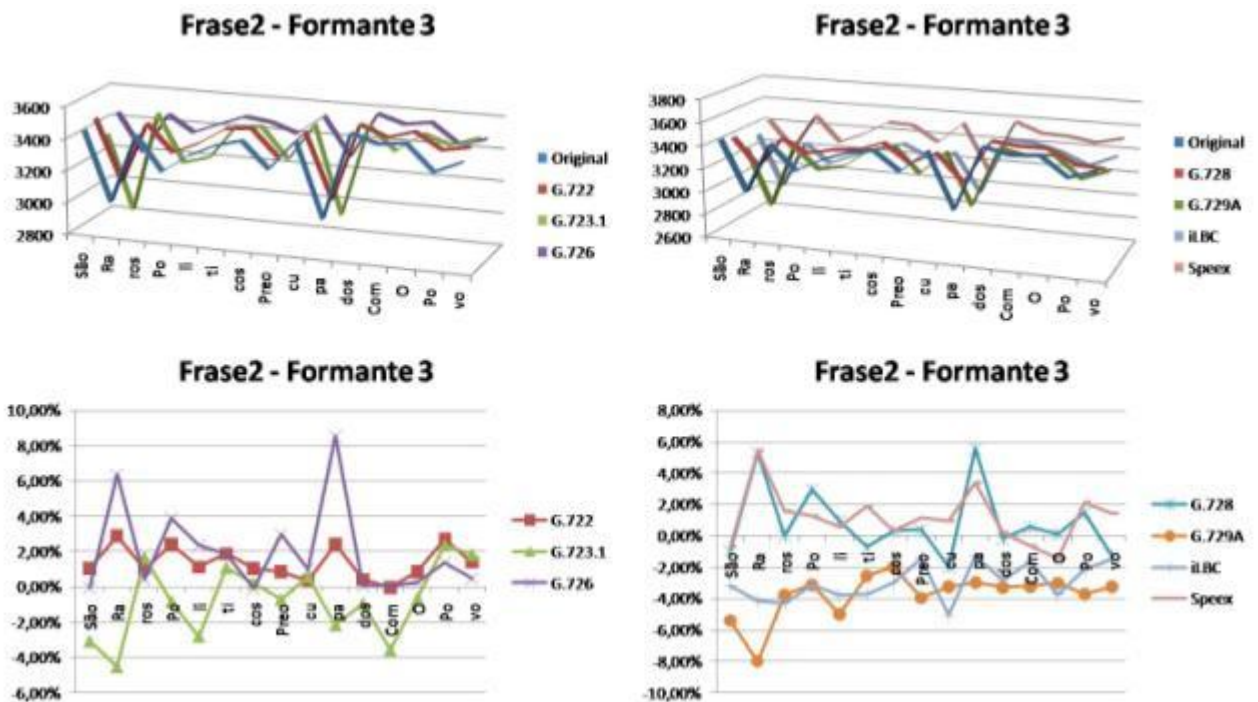 Frase2 - Formante 3
3600
3400
3200
3000
2800
São
Ra
ros
Po
li
ti
cos
Preo
cu
pa
dos
Com
O
Po
vo
Original
G.722
G.723.1
G.726
Frase2 - Formante 3
3800
3600
3400
3200
3000
2800
2600
São
Ra
ros
Po
li
ti
cos
Preo
cu
pa
dos
Com
O
Po
vo
Original
G.728
G.729A
iLBC
Speex
Frase2 - Formante 3
10,00%
8,00%
6,00%
4,00%
2,00%
0,00%
-2,00%
-4,00%
-6,00%
São
Ra
ros
Po
li
ti
cos
Preo
cu
pa
dos
Com
O
Po
vo
G.722
G.723.1
G.726
Frase2 - Formante 3
8,00%
6,00%
4,00%
2,00%
0,00%
-2,00%
-4,00%
-6,00%
-8,00%
-10,00%
São
Ra
ros
Po
li
ti
cos
Preo
cu
pa
dos
Com
O
Po
vo
G.728
G.729A
iLBC
Speex